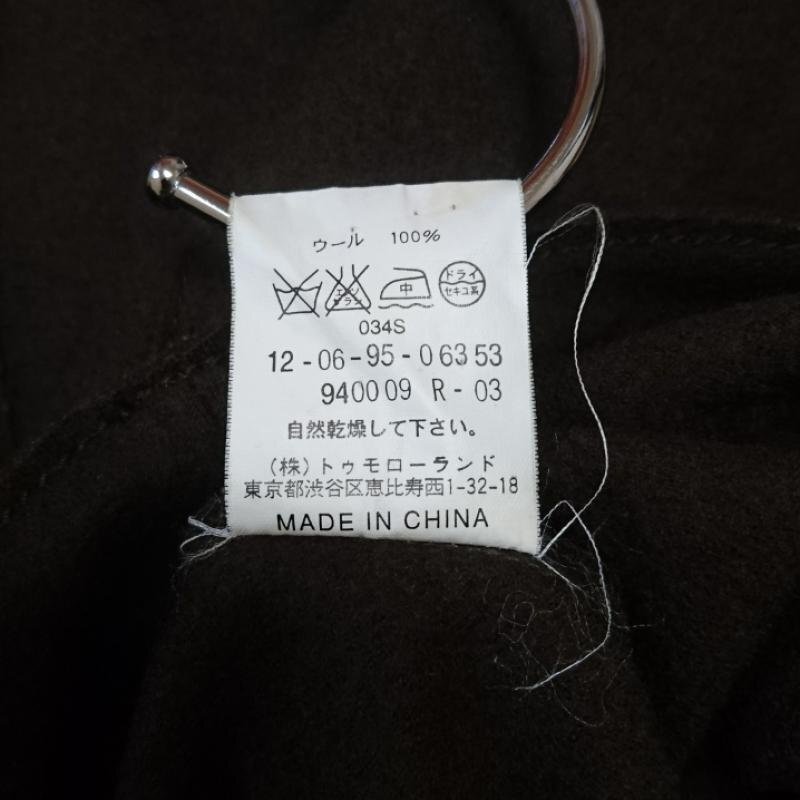 ウール 100%
エンソ サラシ 中 ドライ セキユ系
034S
12-06-95-06353
940009 R-03
自然乾燥して下さい。
(株)トゥモローランド
東京都渋谷区恵比寿西1-32-18
MADE IN CHINA